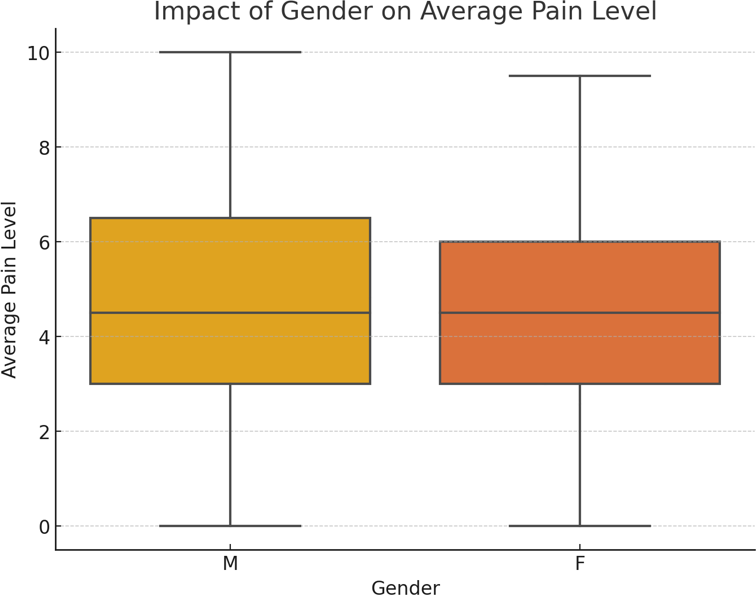 Impact of Gender on Average Pain Level
Average Pain Level
10
8
6
4
2
0
M
F
Gender